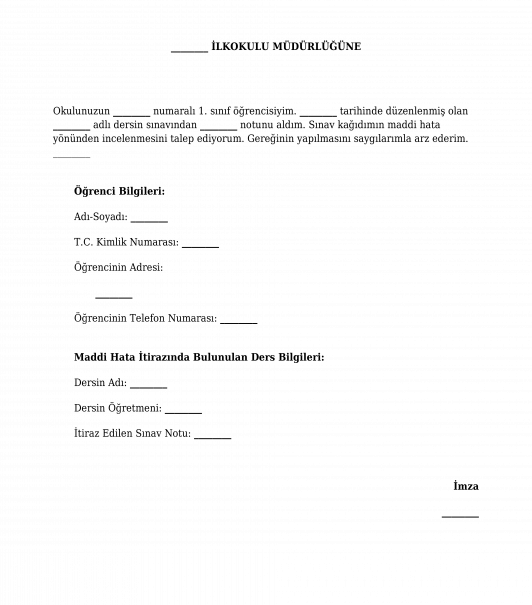 ________ İLKOKULU MÜDÜRLÜĞÜNE
Okulunuzun ________ numaralı 1. sınıf öğrencisiyim. ________ tarihinde düzenlenmiş olan
________ adlı dersin sınavından ________ notunu aldım. Sınav kağıdımın maddi hata
yönünden incelenmesini talep ediyorum. Gereğinin yapılmasını saygılarımla arz ederim.
________
Öğrenci Bilgileri:
Adı-Soyadı: ________
T.C. Kimlik Numarası: ________
Öğrencinin Adresi:
________
Öğrencinin Telefon Numarası: ________
Maddi Hata İtirazında Bulunulan Ders Bilgileri:
Dersin Adı: ________
Dersin Öğretmeni: ________
İtiraz Edilen Sınav Notu: ________
İmza
________